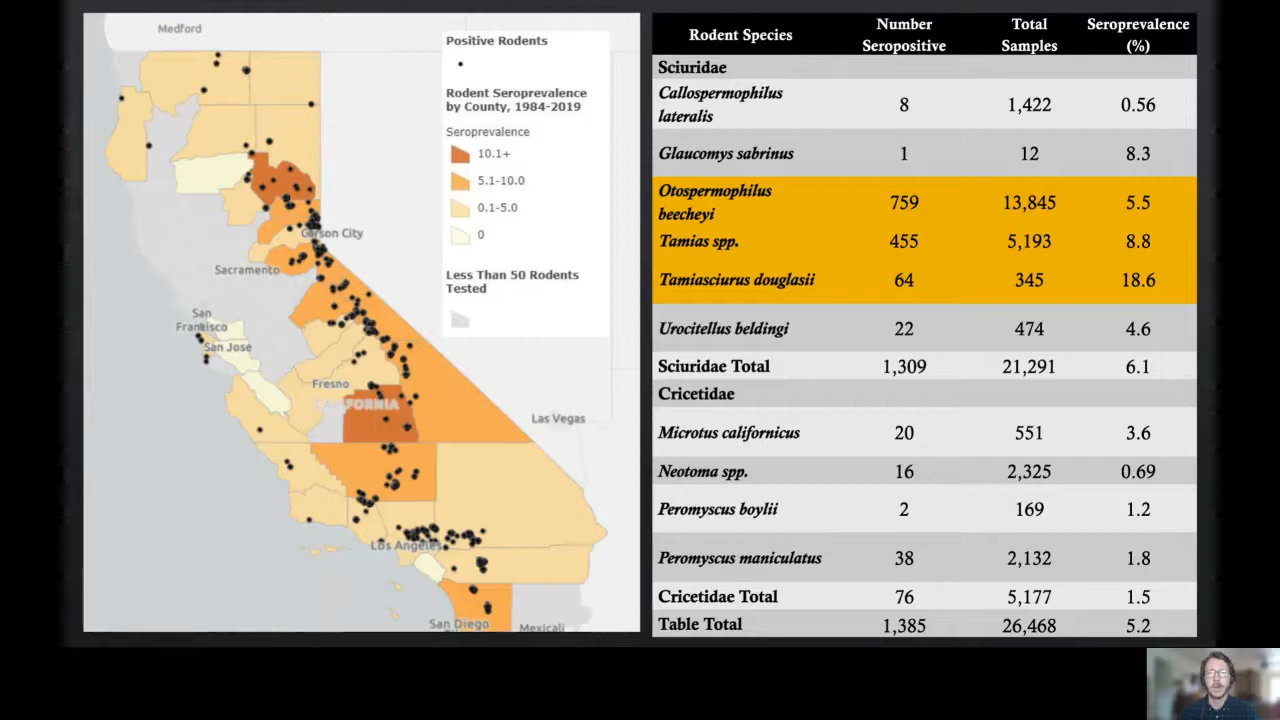 Medford
Carson City
Sacramento
San
Francisco
San Jose
Fresno
CALIFORNIA
Las Vegas
Los Angeles
San Diego
Mexicali
Positive Rodents
Rodent Seroprevalence
by County, 1984-2019
Seroprevalence
10.1+
5.1-10.0
0.1-5.0
0
Less Than 50 Rodents
Tested
Rodent Species Number Seropositive Total Samples Seroprevalence (%)
Sciuridae
Callospermophilus lateralis 8 1,422 0.56
Glaucomys sabrinus 1 12 8.3
Otospermophilus beecheyi 759 13,845 5.5
Tamias spp. 455 5,193 8.8
Tamiasciurus douglasii 64 345 18.6
Urocitellus beldingi 22 474 4.6
Sciuridae Total 1,309 21,291 6.1
Cricetidae
Microtus californicus 20 551 3.6
Neotoma spp. 16 2,325 0.69
Peromyscus boylii 2 169 1.2
Peromyscus maniculatus 38 2,132 1.8
Cricetidae Total 76 5,177 1.5
Table Total 1,385 26,468 5.2